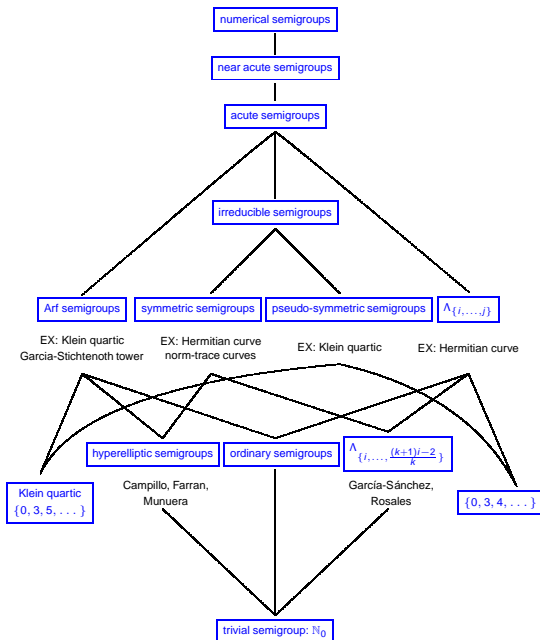 numerical semigroups
near acute semigroups
acute semigroups
irreducible semigroups
Arf semigroups
symmetric semigroups
pseudo-symmetric semigroups
Λ{i,...,j}
EX: Klein quartic
Garcia-Stichtenoth tower
EX: Hermitian curve
norm-trace curves
EX: Klein quartic
EX: Hermitian curve
hyperelliptic semigroups
ordinary semigroups
Λ{i,...,((k+1)i−2)/k}
Campillo, Farran,
Munuera
García-Sánchez,
Rosales
Klein quartic
{0, 3, 5, . . . }
{0, 3, 4, . . . }
trivial semigroup: ℕ₀